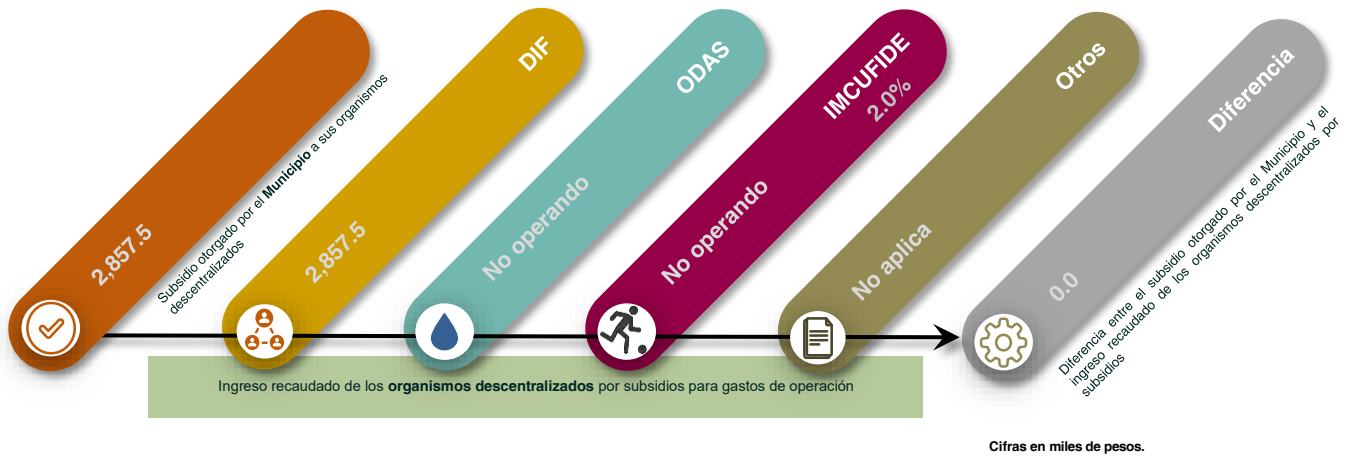 2,857.5
Subsidio otorgado por el Municipio a sus organismos
descentralizados
DIF
2,857.5
ODAS
No operando
IMCUFIDE
2.0%
No operando
Otros
No aplica
Diferencia
0.0
Diferencia entre el subsidio otorgado por el Municipio y el
ingreso recaudado de los organismos descentralizados por
subsidios
Ingreso recaudado de los organismos descentralizados por subsidios para gastos de operación
Cifras en miles de pesos.